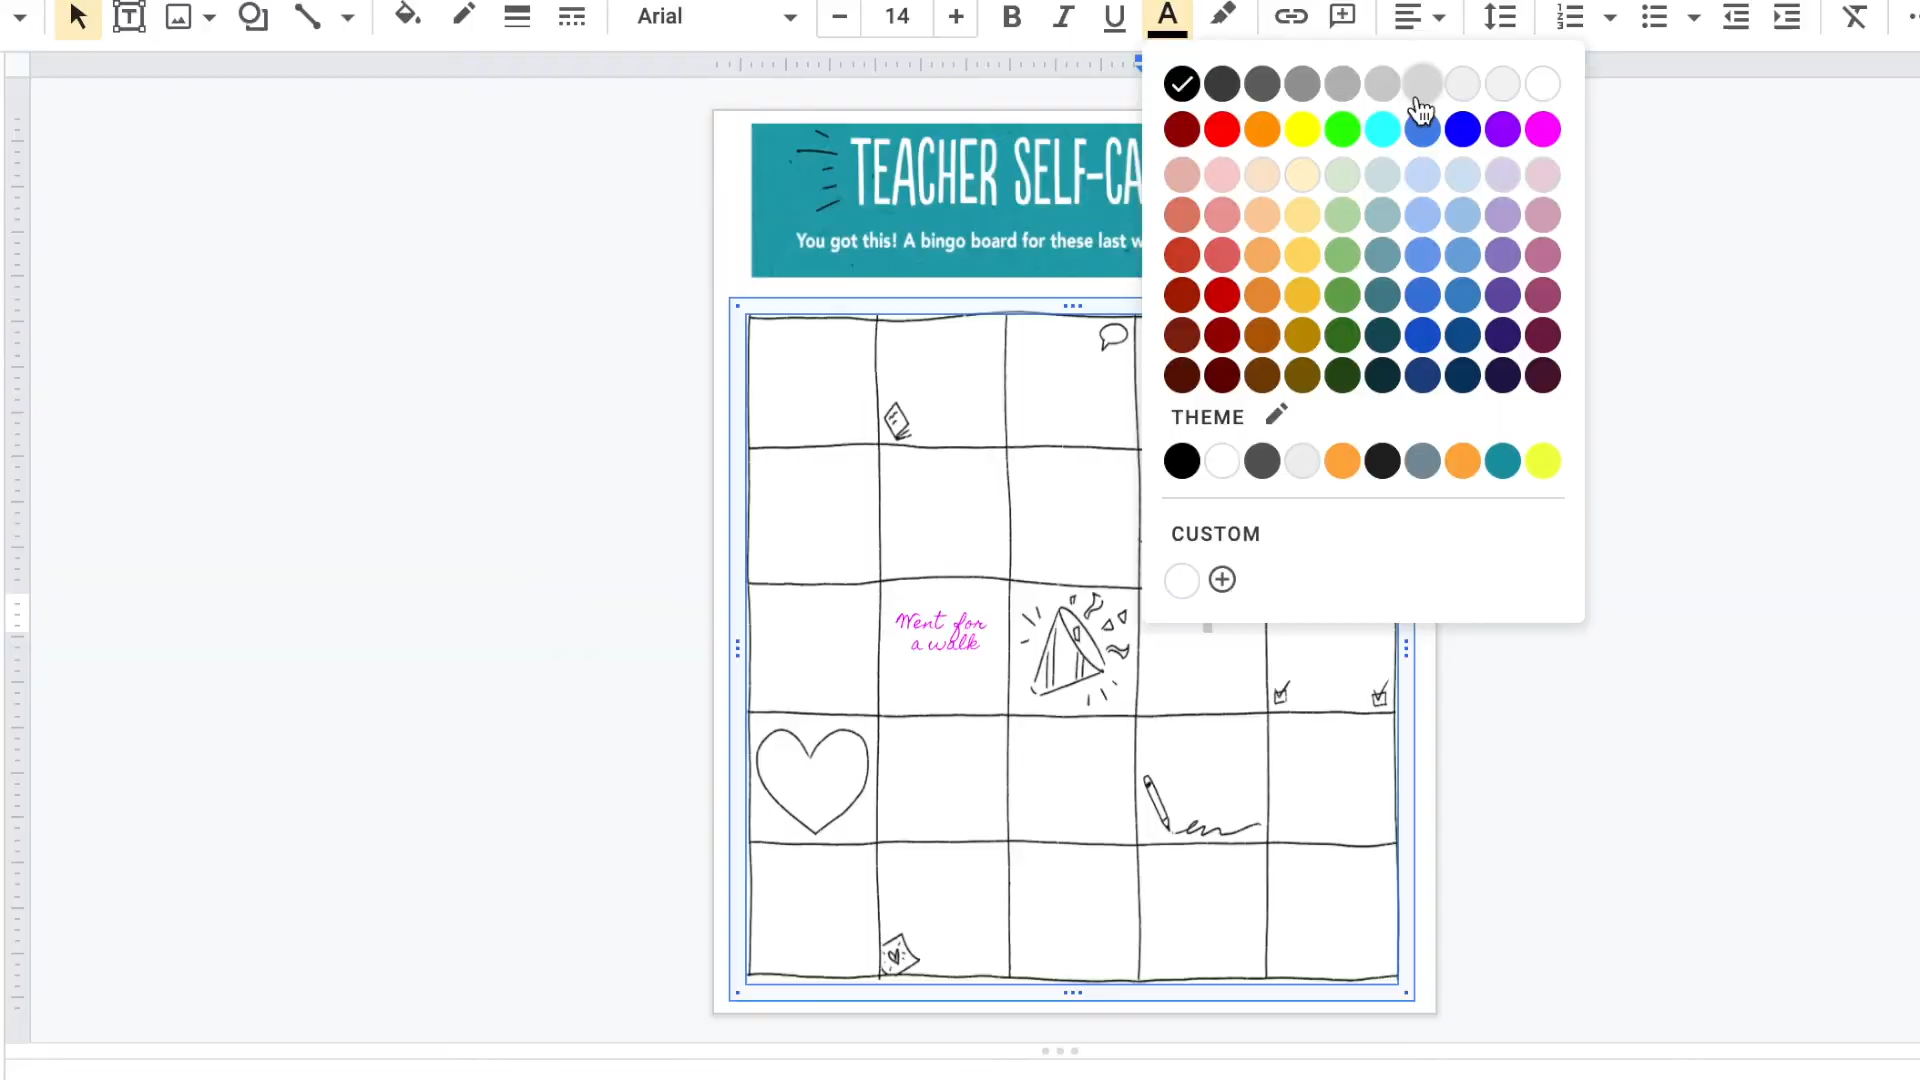 Arial
14
B I U A
TEACHER SELF-CA
You got this! A bingo board for these last w
THEME
CUSTOM
Went for
a walk